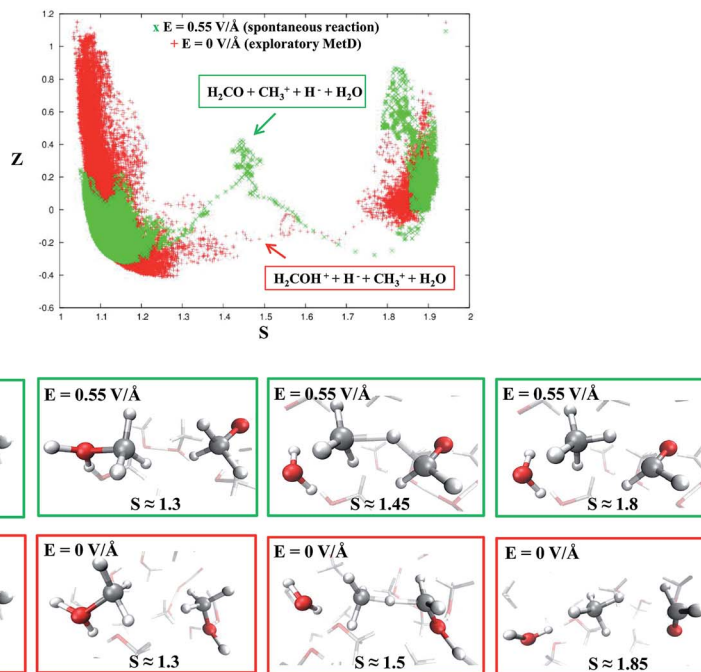 x E = 0.55 V/Å (spontaneous reaction)
+ E = 0 V/Å (exploratory MetD)
H₂CO + CH₃⁺ + H⁻ + H₂O
H₂COH⁺ + H⁻ + CH₃⁺ + H₂O
Z
1.2
1
0.8
0.6
0.4
0.2
0
-0.2
-0.4
-0.6
1
1.1
1.2
1.3
1.4
1.5
1.6
1.7
1.8
1.9
2
S
E = 0.55 V/Å
S ≈ 1.3
E = 0.55 V/Å
S ≈ 1.45
E = 0.55 V/Å
S ≈ 1.8
E = 0 V/Å
S ≈ 1.3
E = 0 V/Å
S ≈ 1.5
E = 0 V/Å
S ≈ 1.85